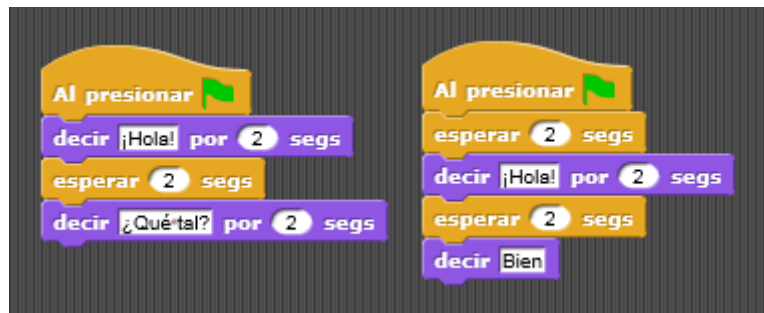 Al presionar
decir ¡Hola! por 2 segs
esperar 2 segs
decir ¿Qué tal? por 2 segs
Al presionar
esperar 2 segs
decir ¡Hola! por 2 segs
esperar 2 segs
decir Bien